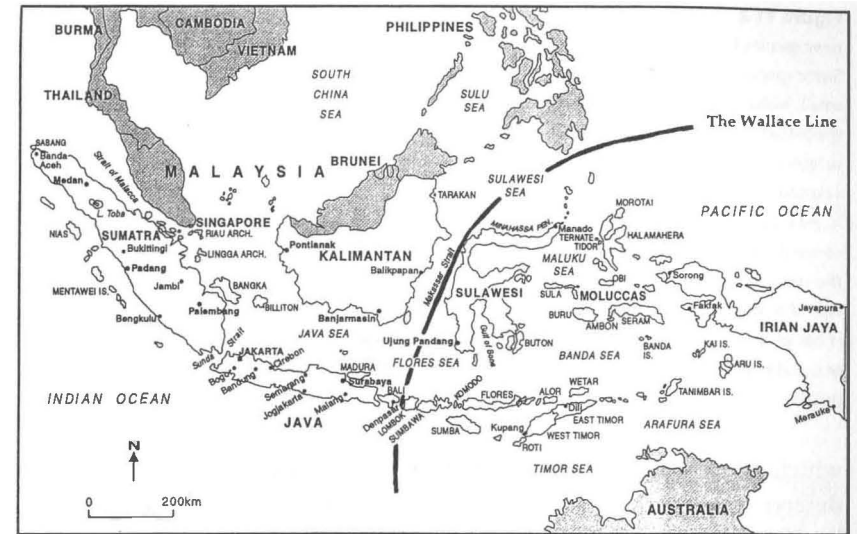 BURMA
CAMBODIA
VIETNAM
THAILAND
PHILIPPINES
SOUTH
CHINA
SEA
SULU
SEA
The Wallace Line
SABANG
Banda-
Aceh
Strait of Malacca
Medan
L. Toba
MALAYSIA
BRUNEI
SULAWESI
SEA
TARAKAN
PACIFIC OCEAN
MOROTAI
HALAMAHERA
MINAHASSA PEN.
Manado
TERNATE
TIDOR
NIAS
SUMATRA
SINGAPORE
RIAU ARCH.
LINGGA ARCH.
Bukittingi
Padang
Pontianak
KALIMANTAN
Balikpapan
Makassar Strait
MALUKU
SEA
OBI
Sorong
MENTAWEI IS.
Jambi
BANGKA
BILLITON
SULAWESI
SULA
MOLUCCAS
Fakfak
Jayapura
Bengkulu
Palembang
Banjarmasin
BURU
AMBON
SERAM
IRIAN JAYA
JAVA SEA
Ujung Pandang
Gulf of Bone
BUTON
BANDA
IS.
KAI IS.
ARU IS.
Sunda Strait
JAKARTA
Cirebon
MADURA
FLORES SEA
BANDA SEA
Bogor
Bandung
Semarang
Surabaya
BALI
KOMODO
FLORES
ALOR
WETAR
TANIMBAR IS.
Merauke
INDIAN OCEAN
Jogjakarta
Malang
Denpasar
LOMBOK
SUMBAWA
Dili
EAST TIMOR
ARAFURA SEA
JAVA
SUMBA
Kupang
WEST TIMOR
ROTI
TIMOR SEA
N
0 200km
AUSTRALIA